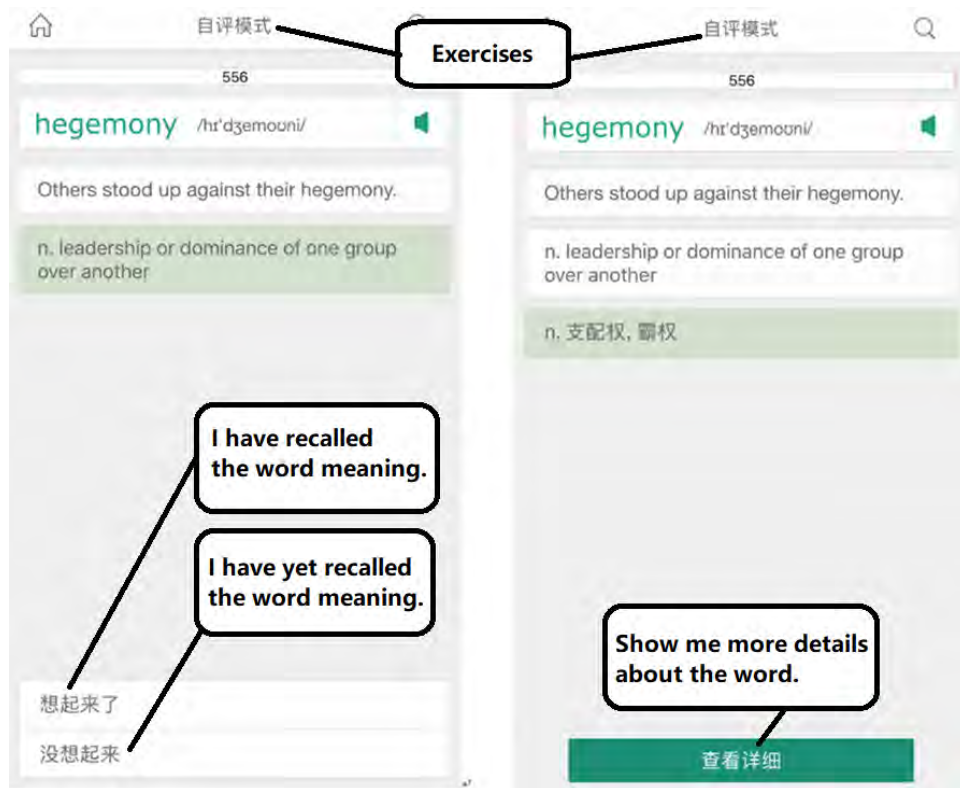 自评模式
Exercises
自评模式
556
hegemony /hɪ'dʒemoʊni/
Others stood up against their hegemony.
n. leadership or dominance of one group
over another
I have recalled
the word meaning.
I have yet recalled
the word meaning.
想起来了
没想起来
556
hegemony /hɪ'dʒemoʊni/
Others stood up against their hegemony.
n. leadership or dominance of one group
over another
n. 支配权, 霸权
Show me more details
about the word.
查看详细